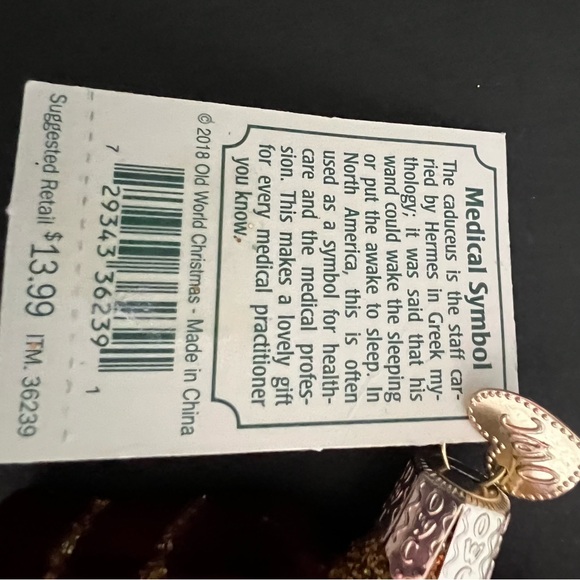 Medical Symbol
The caduceus is the staff car-
ried by Hermes in Greek my-
thology; it was said that his
wand could wake the sleeping
or put the awake to sleep. In
North America, this is often
used as a symbol for health-
care and the medical profes-
sion. This makes a lovely gift
for every medical practitioner
you know.
© 2018 Old World Christmas - Made in China
7 29343 36239 1
Suggested Retail $13.99 ITM. 36239
OWC